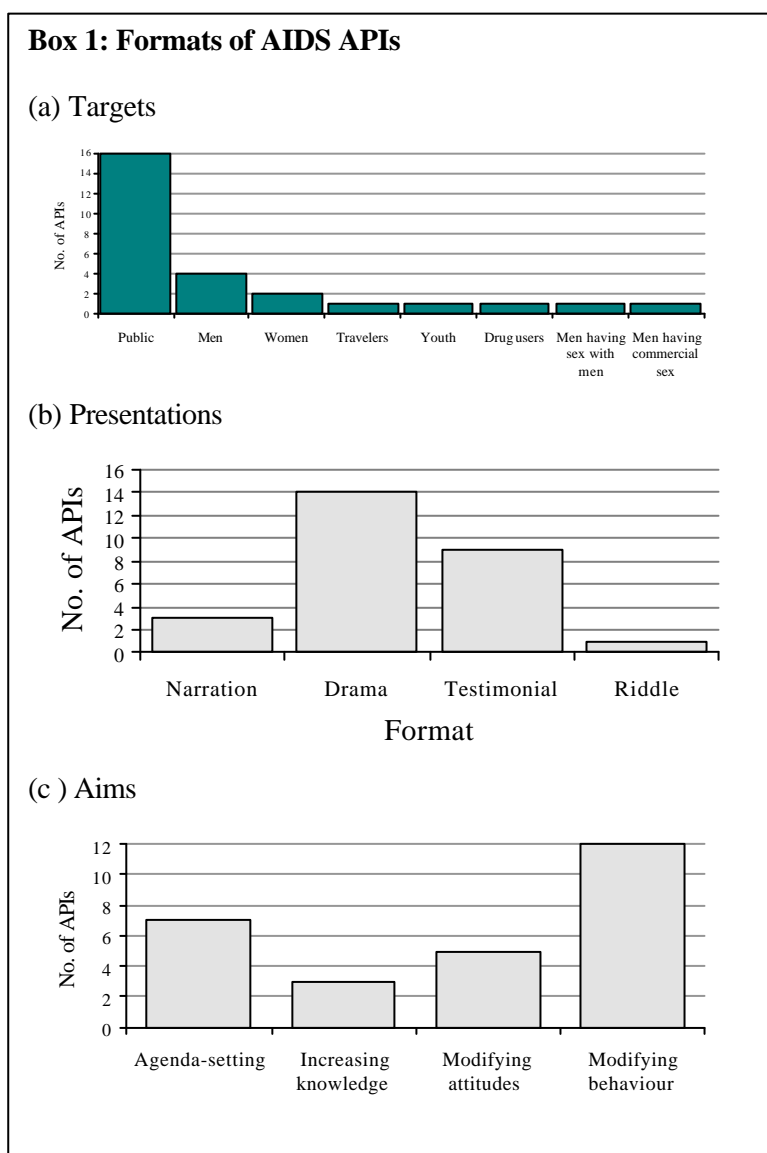 Box 1: Formats of AIDS APIs
(a) Targets
No. of APIs
16
14
12
10
8
6
4
2
0
Public Men Women Travelers Youth Drug users Men having Men having
sex with commercial
men sex
(b) Presentations
No. of APIs
16
14
12
10
8
6
4
2
0
Narration Drama Testimonial Riddle
Format
(c ) Aims
No. of APIs
12
10
8
6
4
2
0
Agenda-setting Increasing Modifying Modifying
knowledge attitudes behaviour